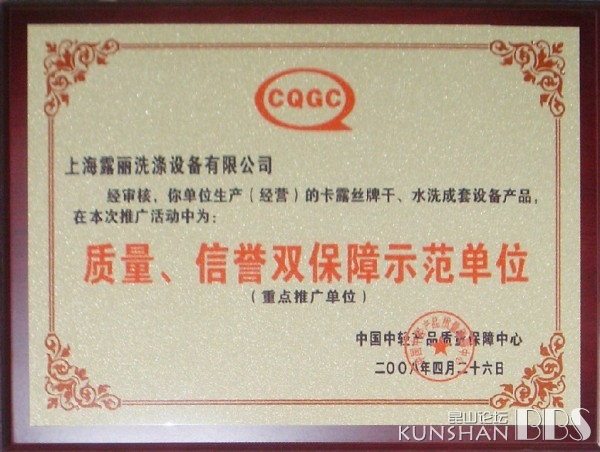 CQGC
上海露丽洗涤设备有限公司
经审核，你单位生产（经营）的卡露丝牌干、水洗成套设备产品，
在本次推广活动中为：
质量、信誉双保障示范单位
（重点推广单位）
中国中轻产品质量保障中心
二〇〇八年四月二十六日
昆山论坛
KUNSHAN BBS